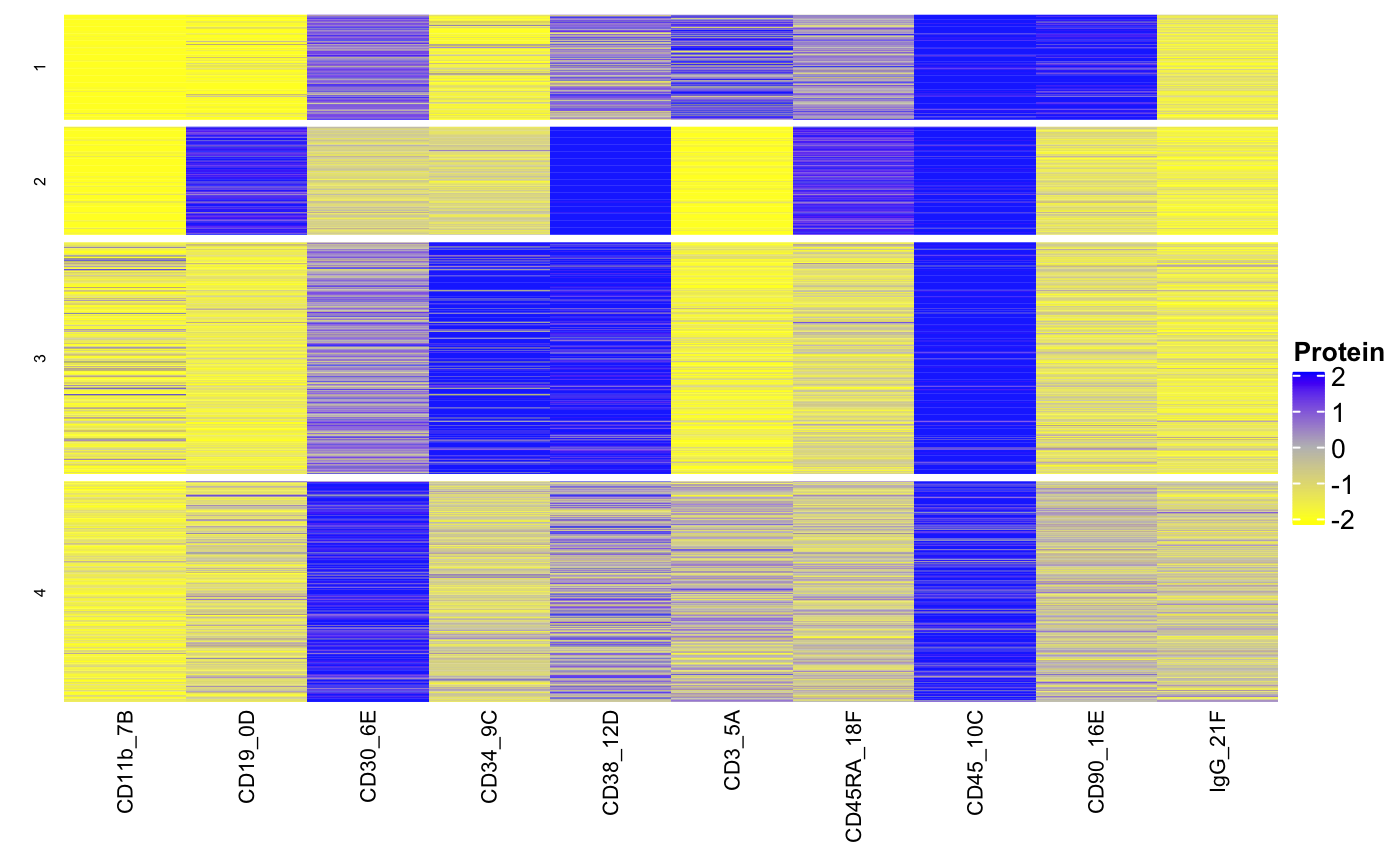 1
2
3
4
Protein
2
1
0
-1
-2
CD11b_7B
CD19_0D
CD30_6E
CD34_9C
CD38_12D
CD3_5A
CD45RA_18F
CD45_10C
CD90_16E
IgG_21F